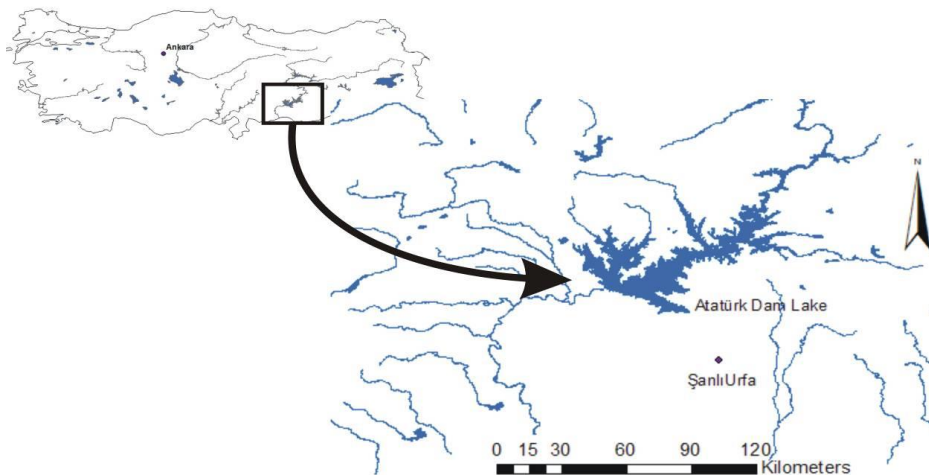 Ankara
N
Atatürk Dam Lake
ŞanlıUrfa
0 15 30 60 90 120
Kilometers